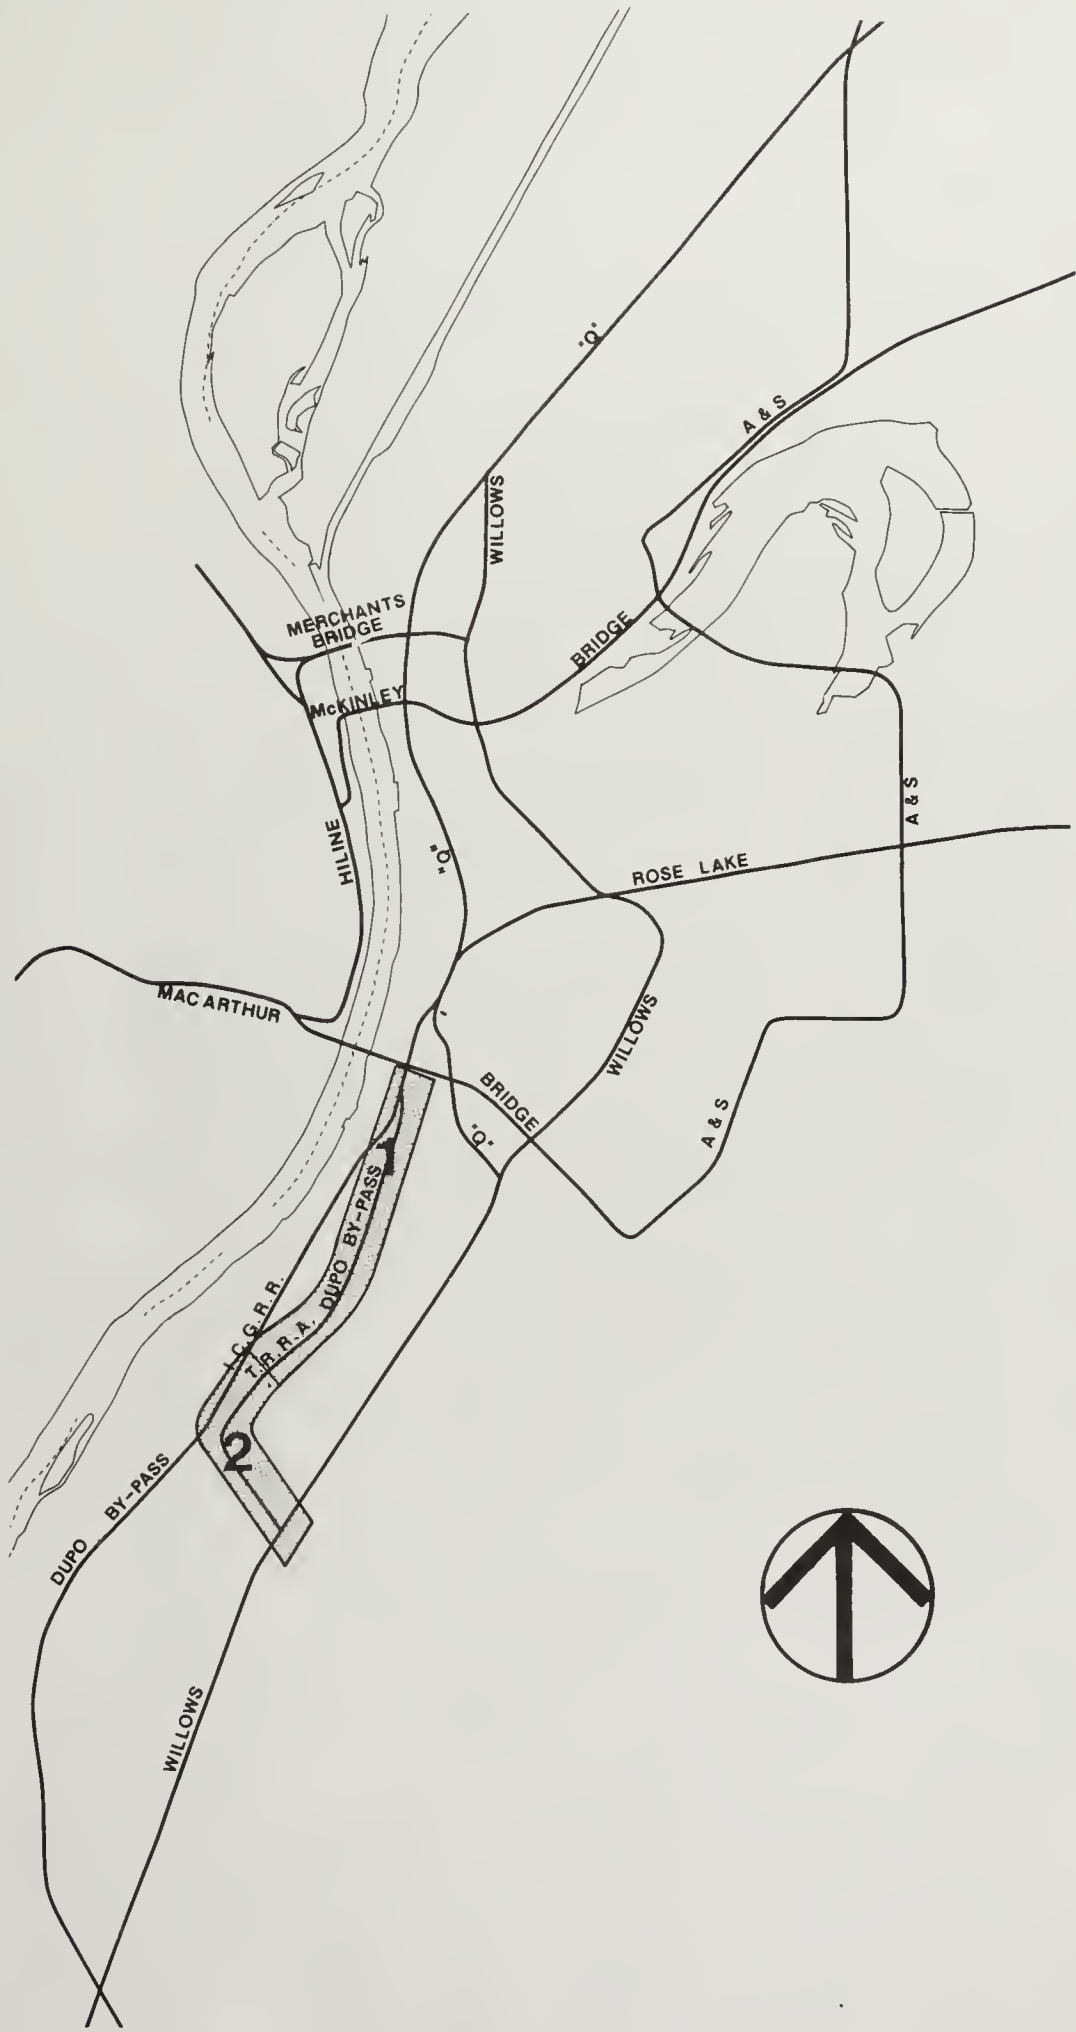 "Q"
A & S
WILLOWS
MERCHANTS
BRIDGE
BRIDGE
McKINLEY
A & S
HILINE
"Q"
ROSE LAKE
MAC ARTHUR
WILLOWS
BRIDGE
A & S
"Q"
1
DUPO BY-PASS
I.C.G.R.R.
T.R.R.A.
2
DUPO BY-PASS
WILLOWS